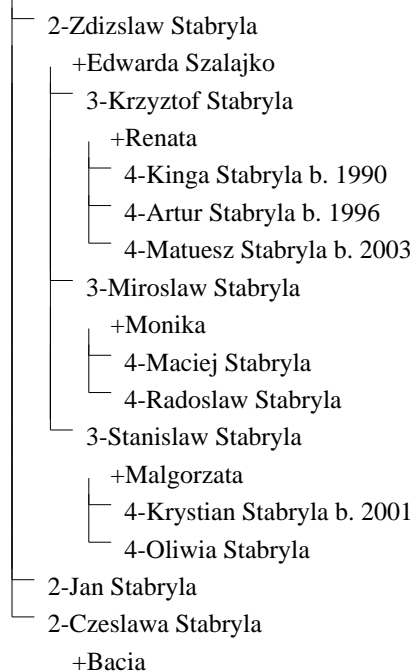 2-Zdizslaw Stabryla
+Edwarda Szalajko
3-Krzyztof Stabryla
+Renata
4-Kinga Stabryla b. 1990
4-Artur Stabryla b. 1996
4-Matuesz Stabryla b. 2003
3-Miroslaw Stabryla
+Monika
4-Maciej Stabryla
4-Radoslaw Stabryla
3-Stanislaw Stabryla
+Malgorzata
4-Krystian Stabryla b. 2001
4-Oliwia Stabryla
2-Jan Stabryla
2-Czeslawa Stabryla
+Bacia